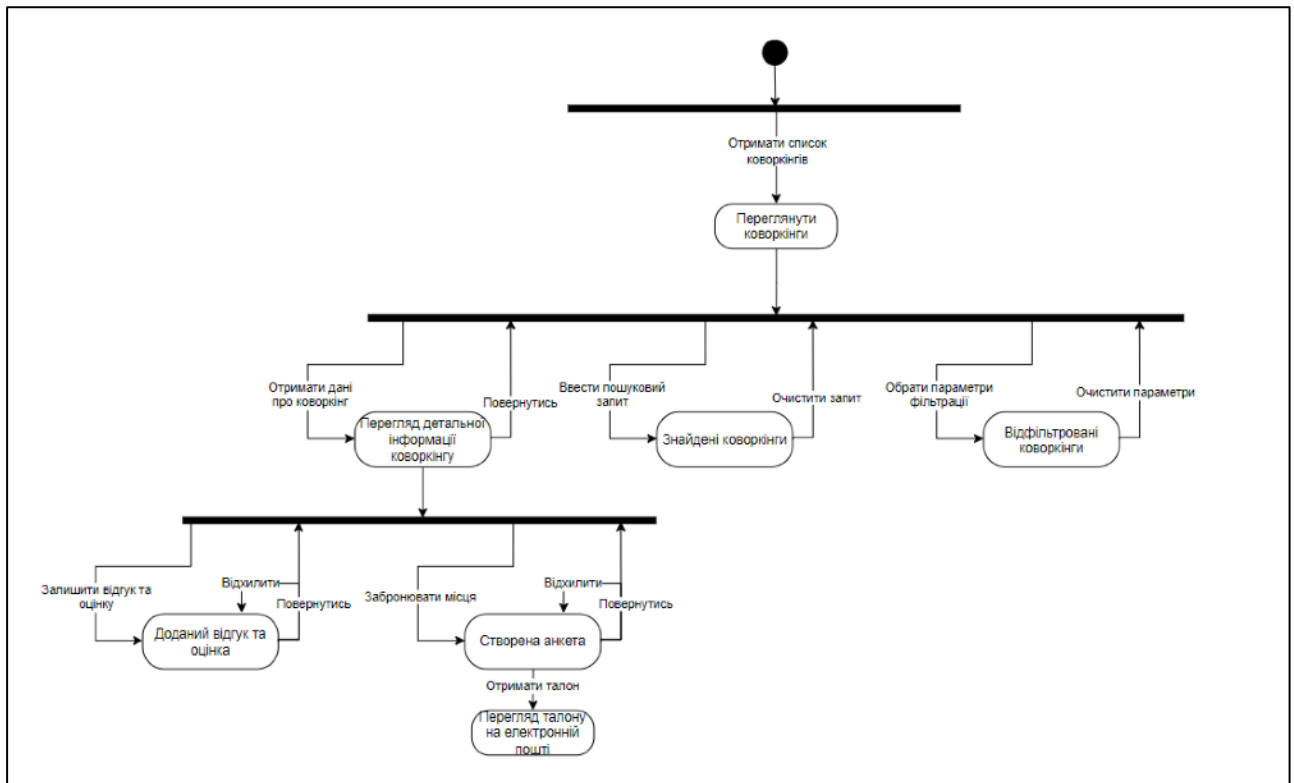 Отримати список
коворкінгів
Переглянути
коворкінги
Отримати дані
про коворкінг
Повернутись
Ввести пошуковий
запит
Очистити запит
Обрати параметри
фільтрації
Очистити параметри
Перегляд детальної
інформації
коворкінгу
Знайдені коворкінги
Відфільтровані
коворкінги
Залишити відгук та
оцінку
Відхилити
Повернутись
Забронювати місця
Відхилити
Повернутись
Доданий відгук та
оцінка
Створена анкета
Отримати талон
Перегляд талону
на електронній
пошті